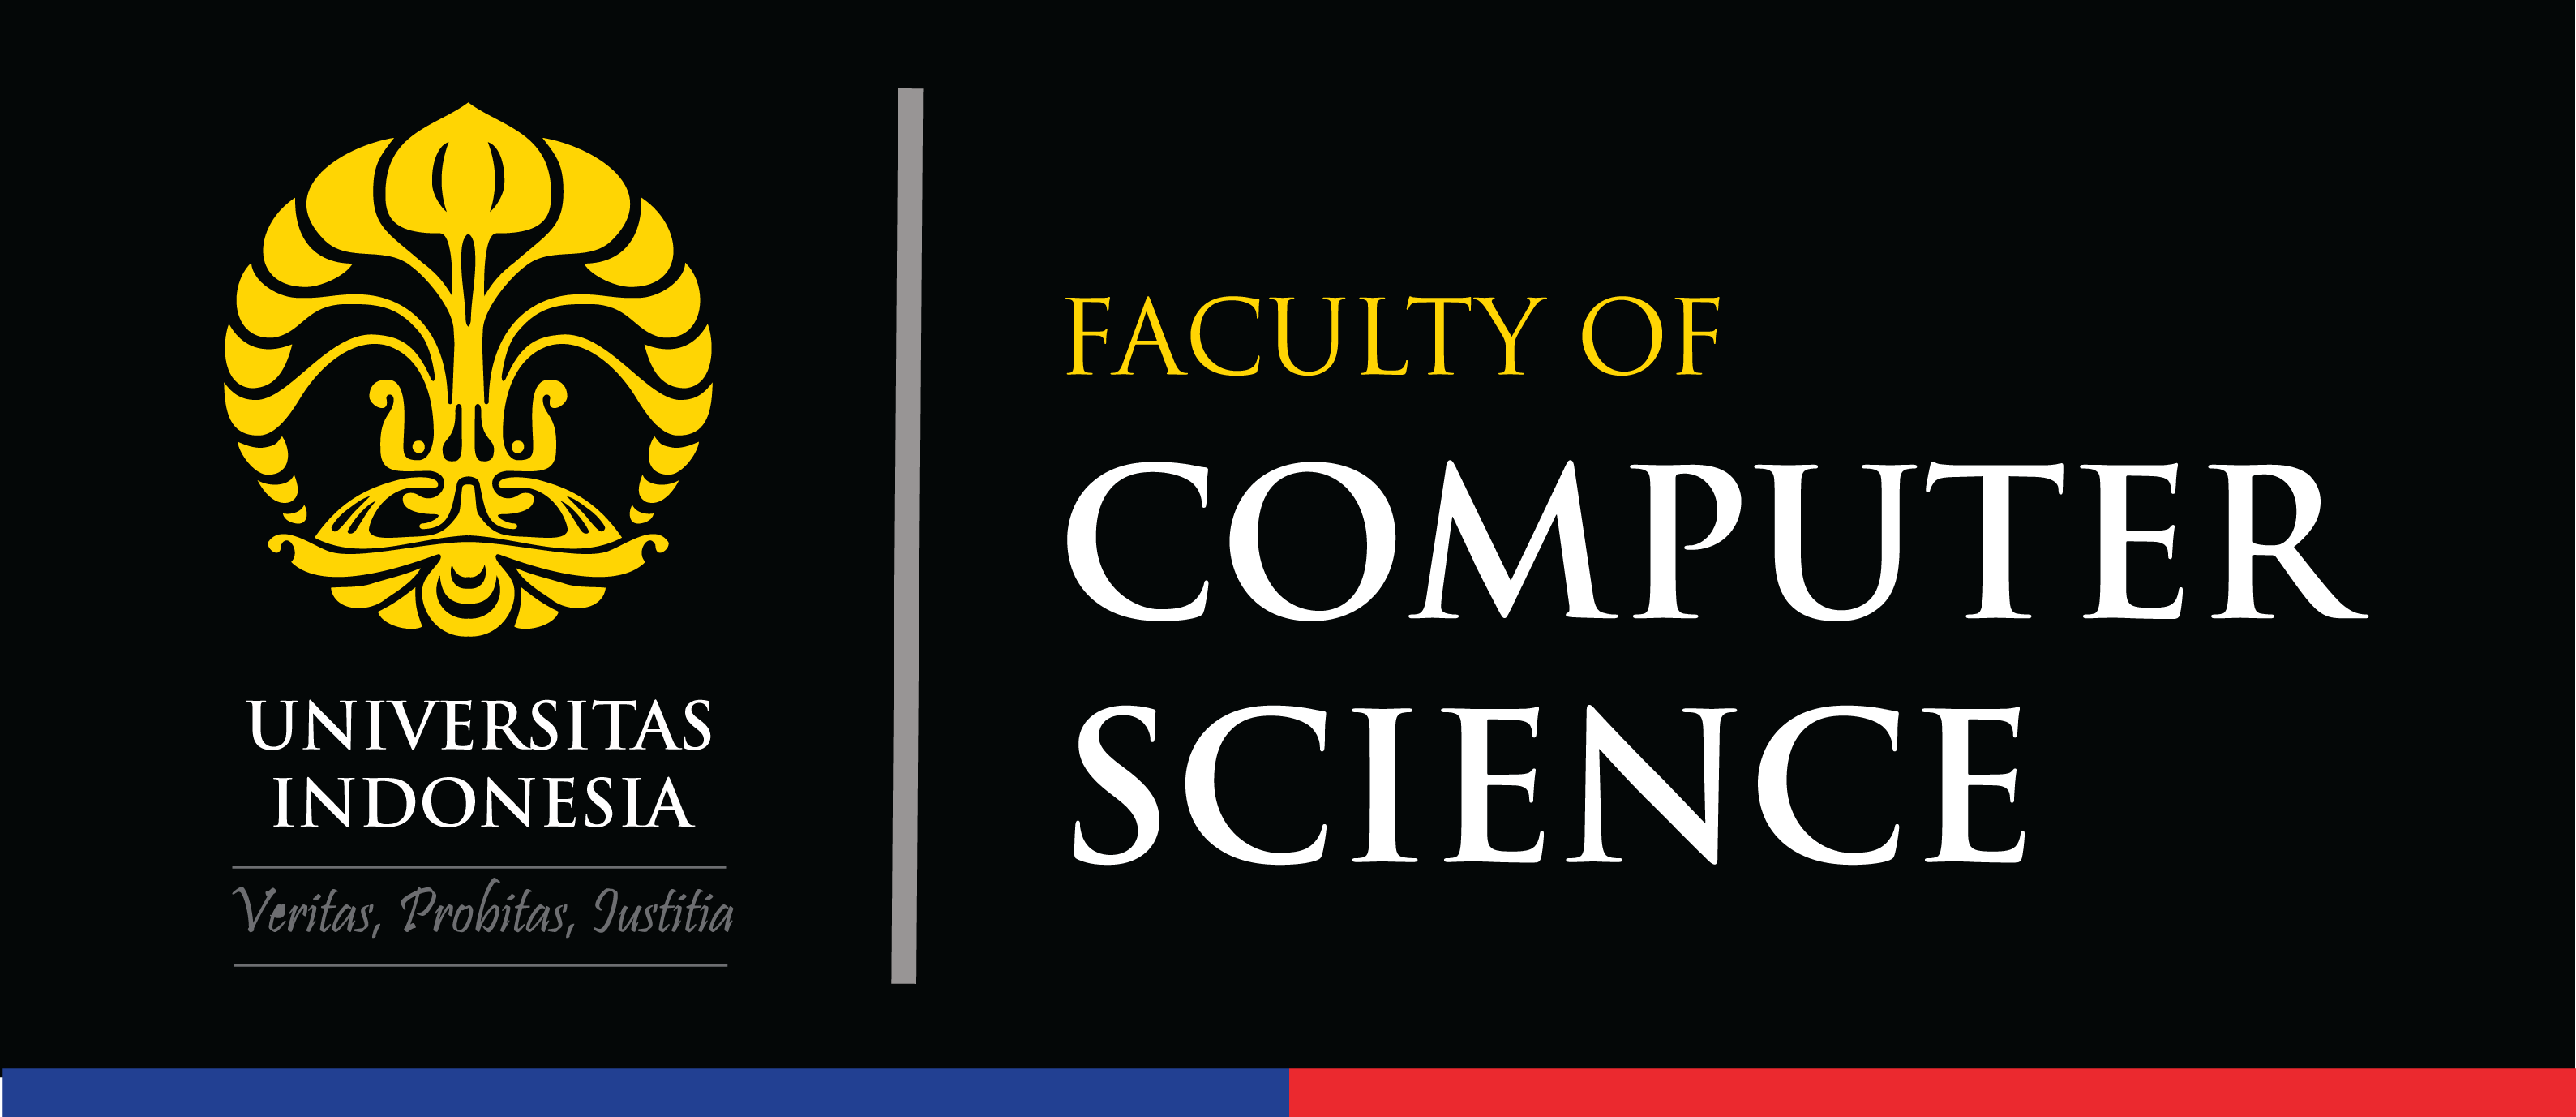 UNIVERSITAS
INDONESIA
Veritas, Probitas, Iustitia
FACULTY OF
COMPUTER
SCIENCE